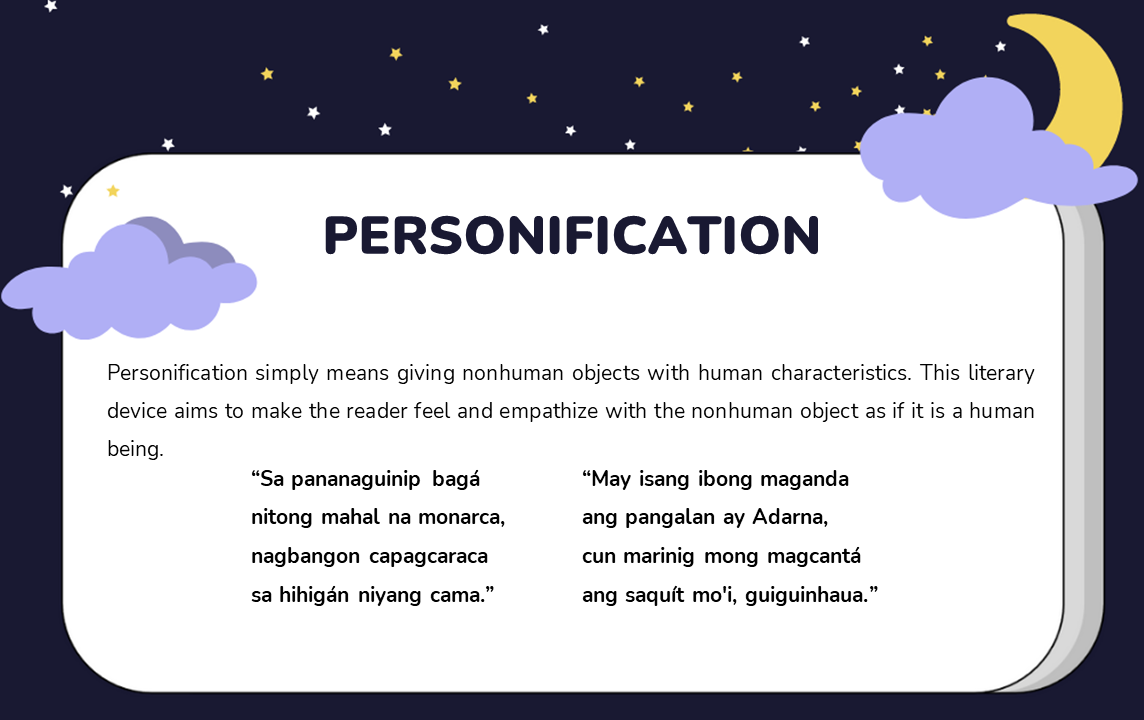 PERSONIFICATION
Personification simply means giving nonhuman objects with human characteristics. This literary
device aims to make the reader feel and empathize with the nonhuman object as if it is a human
being.
“Sa pananaguinip bagá
nitong mahal na monarca,
nagbangon capagcaraca
sa hihigán niyang cama.”
“May isang ibong maganda
ang pangalan ay Adarna,
cun marinig mong magcantá
ang saquít mo'i, guiguinhaua.”